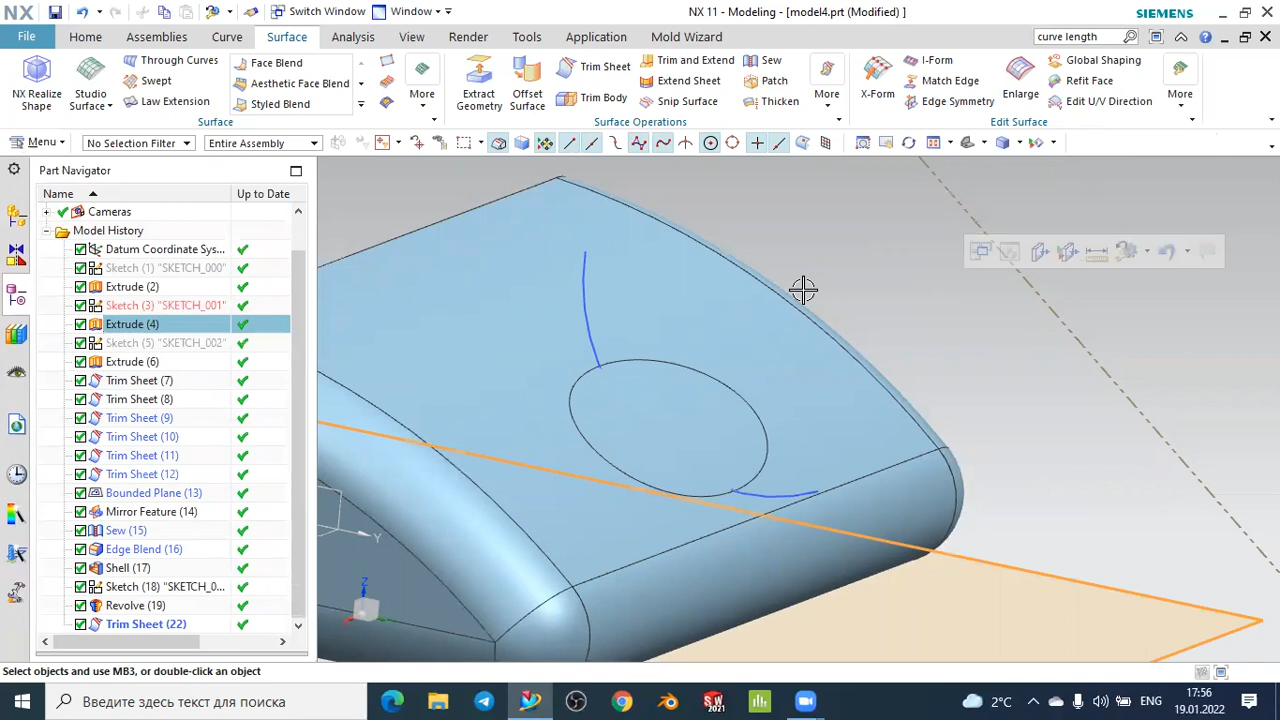 NX
Switch Window
Window
NX 11 - Modeling - [model4.prt (Modified) ]
SIEMENS
File
Home
Assemblies
Curve
Surface
Analysis
View
Render
Tools
Application
Mold Wizard
curve length
NX Realize Shape
Studio Surface
Through Curves
Swept
Law Extension
Face Blend
Aesthetic Face Blend
Styled Blend
More
Surface
Extract Geometry
Offset Surface
Trim Sheet
Trim Body
Trim and Extend
Extend Sheet
Snip Surface
Sew
Patch
Thicken
More
Surface Operations
X-Form
I-Form
Match Edge
Edge Symmetry
Enlarge
Global Shaping
Refit Face
Edit U/V Direction
More
Edit Surface
Menu
No Selection Filter
Entire Assembly
Part Navigator
Name
Up to Date
Cameras
Model History
Datum Coordinate Sys...
Sketch (1) "SKETCH_000"
Extrude (2)
Sketch (3) "SKETCH_001"
Extrude (4)
Sketch (5) "SKETCH_002"
Extrude (6)
Trim Sheet (7)
Trim Sheet (8)
Trim Sheet (9)
Trim Sheet (10)
Trim Sheet (11)
Trim Sheet (12)
Bounded Plane (13)
Mirror Feature (14)
Sew (15)
Edge Blend (16)
Shell (17)
Sketch (18) "SKETCH_0...
Revolve (19)
Trim Sheet (22)
Y
Z
Select objects and use MB3, or double-click an object
Введите здесь текст для поиска
2021
2°C
ENG
17:56
19.01.2022